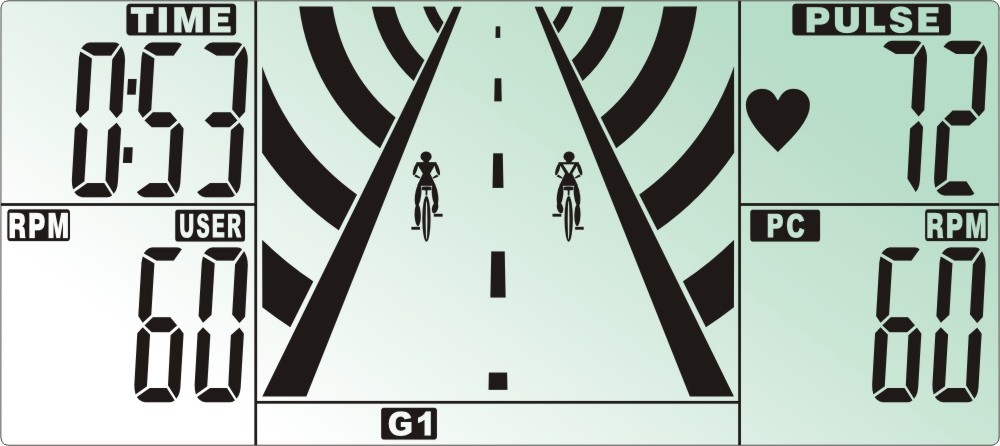 TIME
0:53
PULSE
72
RPM USER
60
PC RPM
60
G1